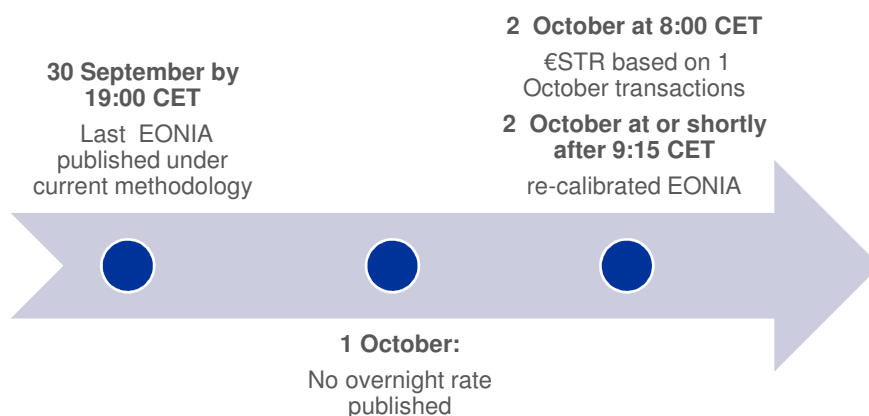 30 September by
19:00 CET
Last EONIA
published under
current methodology
1 October:
No overnight rate
published
2 October at 8:00 CET
€STR based on 1
October transactions
2 October at or shortly
after 9:15 CET
re-calibrated EONIA